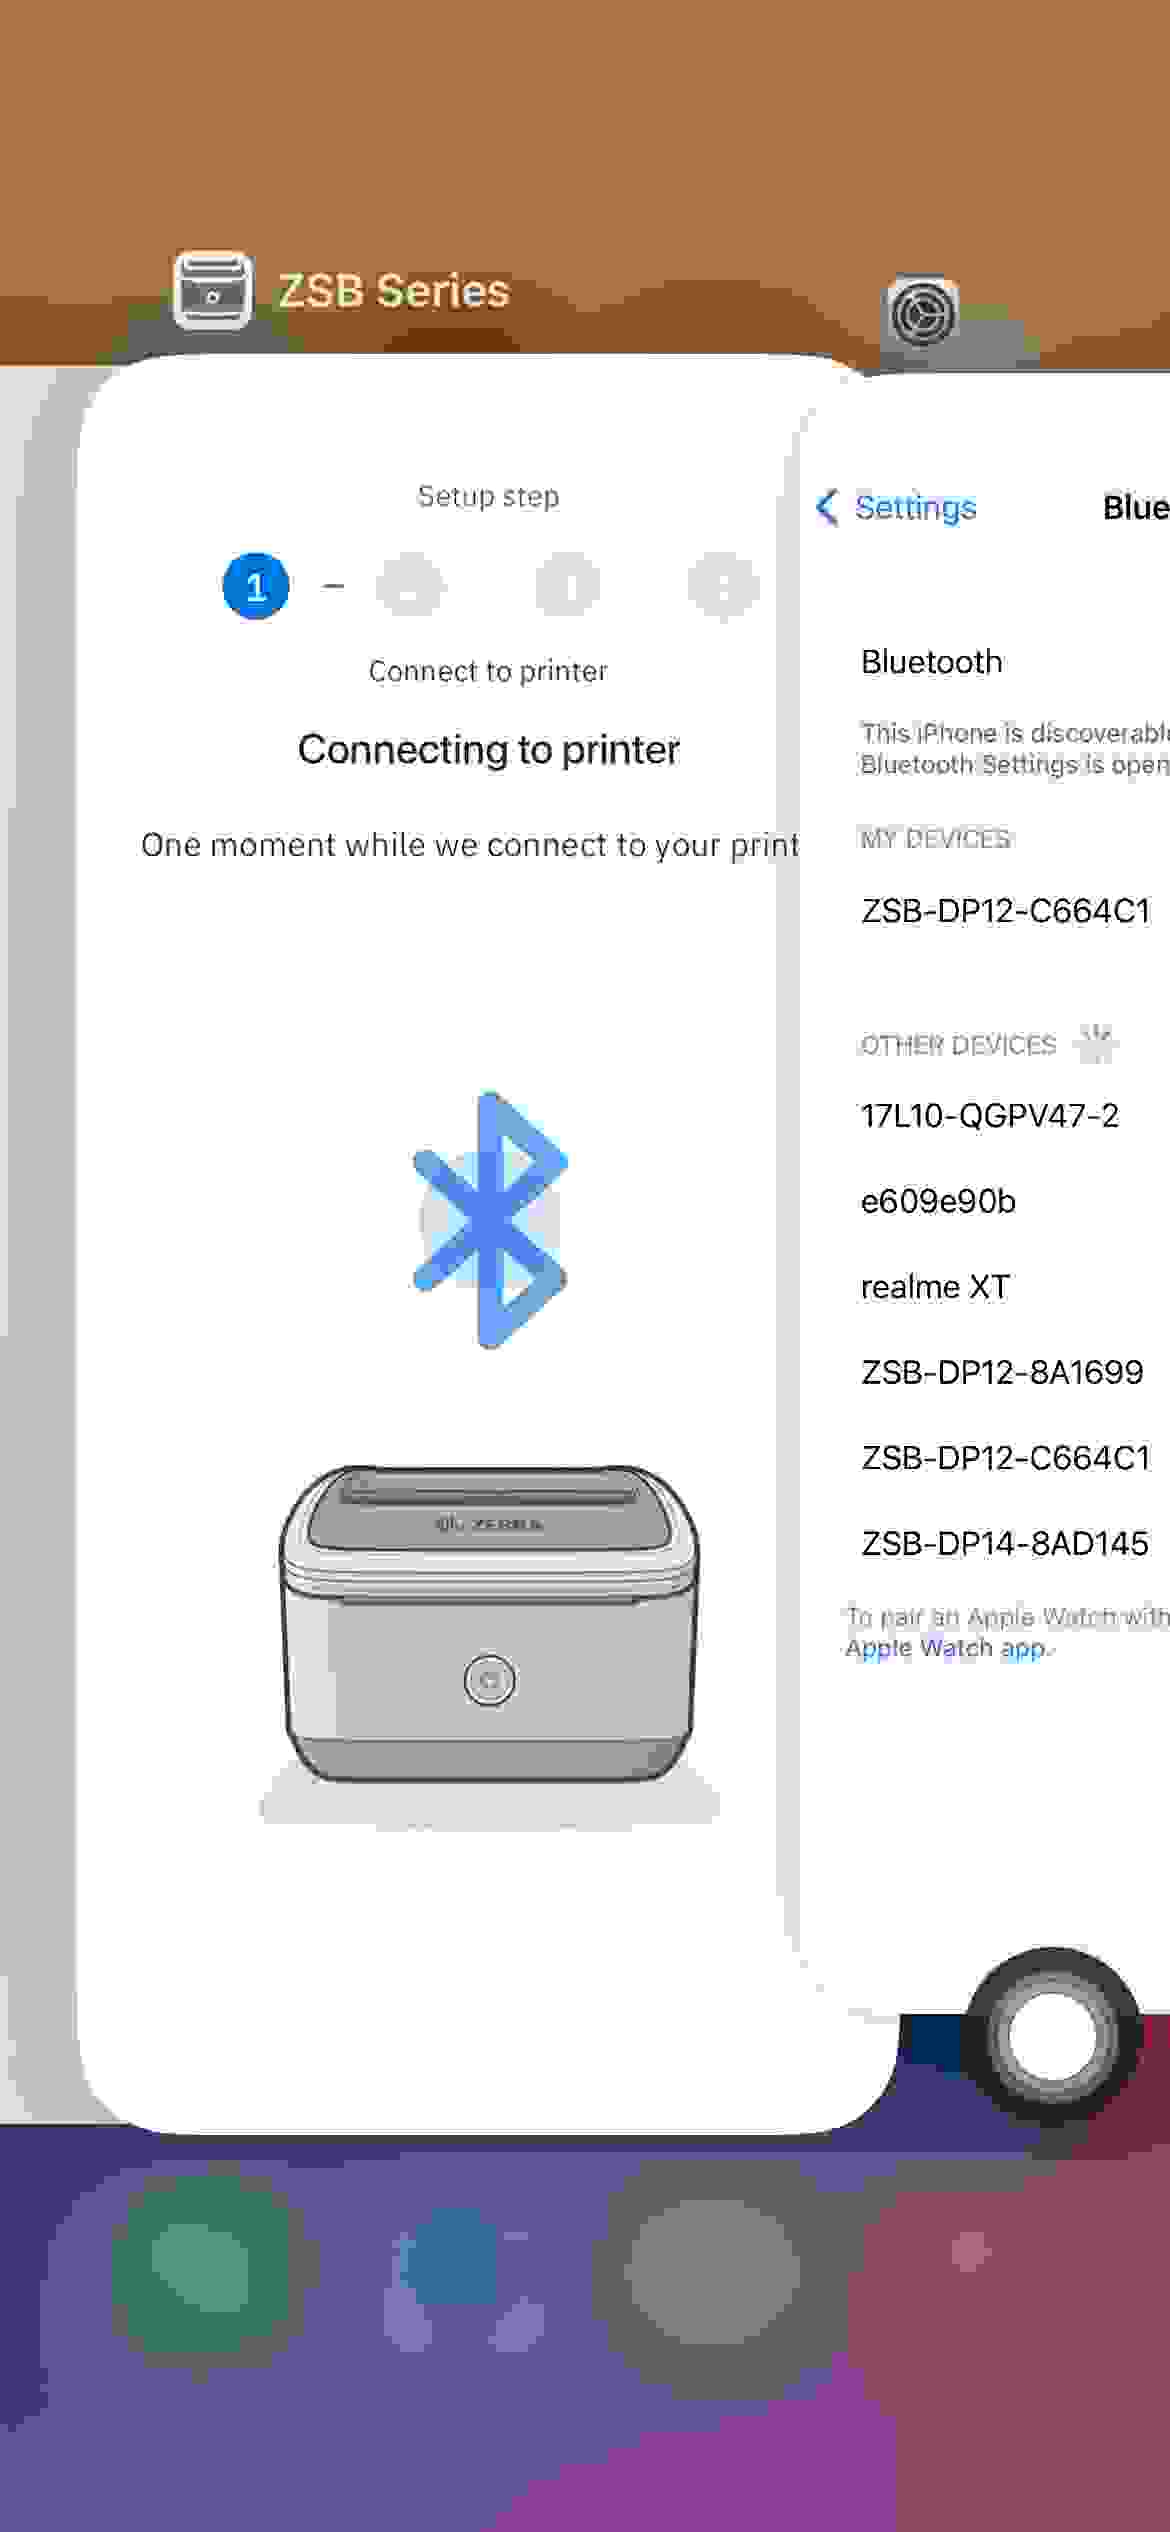 ZSB Series
Setup step
1
Connect to printer
Connecting to printer
One moment while we connect to your print
Settings
Blue
Bluetooth
This iPhone is discoverable
Bluetooth Settings is open
MY DEVICES
ZSB-DP12-C664C1
OTHER DEVICES
17L10-QGPV47-2
e609e90b
realme XT
ZSB-DP12-8A1699
ZSB-DP12-C664C1
ZSB-DP14-8AD145
To pair an Apple Watch with
Apple Watch app.
ZEBRA